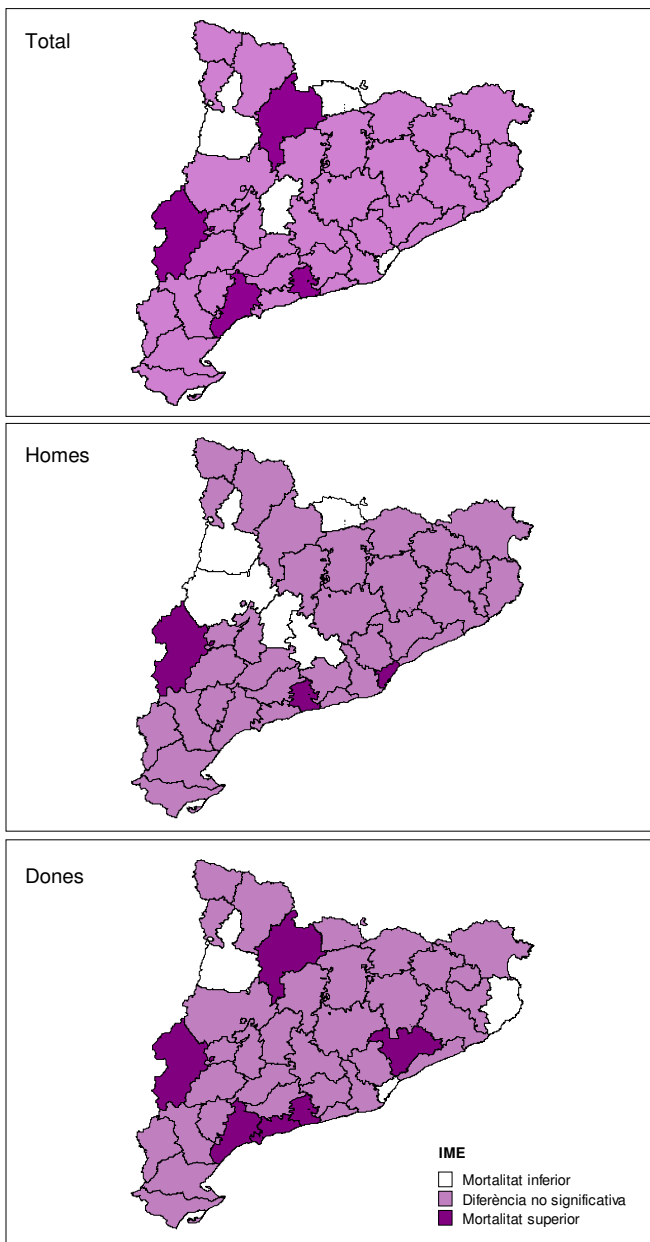 Total
Homes
Dones
IME
Mortalitat inferior
Diferència no significativa
Mortalitat superior